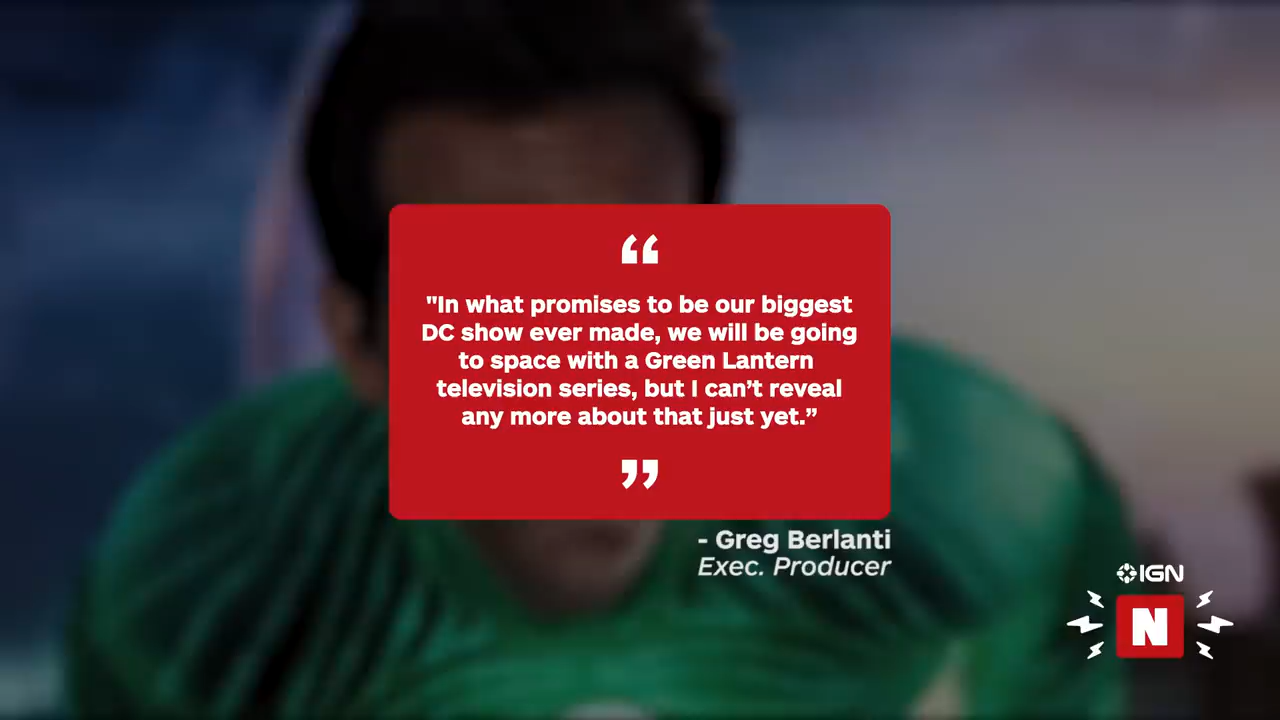 “
"In what promises to be our biggest
DC show ever made, we will be going
to space with a Green Lantern
television series, but I can’t reveal
any more about that just yet.”
”
- Greg Berlanti
Exec. Producer
IGN
N